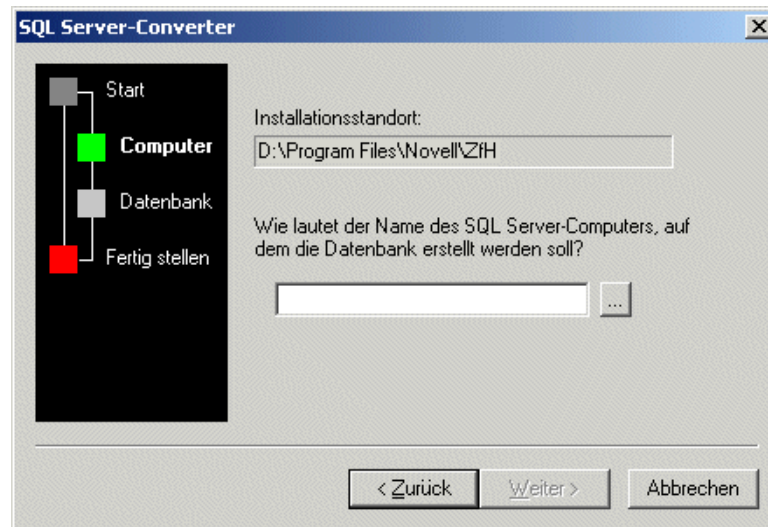 SQL Server-Converter
Start
Computer
Datenbank
Fertig stellen
Installationsstandort:
D:\Program Files\Novell\ZfH
Wie lautet der Name des SQL Server-Computers, auf
dem die Datenbank erstellt werden soll?
...
< Zurück
Weiter >
Abbrechen